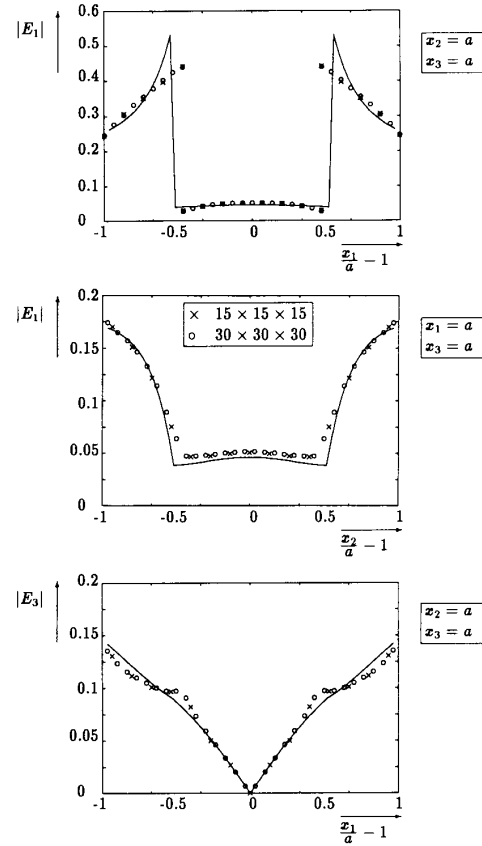 |E₁|
0.6
0.5
0.4
0.3
0.2
0.1
0
-1 -0.5 0 0.5 1
x₁/a − 1
x₂ = a
x₃ = a
|E₁|
0.2
0.15
0.1
0.05
0
-1 -0.5 0 0.5 1
x₂/a − 1
× 15 × 15 × 15
○ 30 × 30 × 30
x₁ = a
x₃ = a
|E₃|
0.2
0.15
0.1
0.05
0
-1 -0.5 0 0.5 1
x₁/a − 1
x₂ = a
x₃ = a